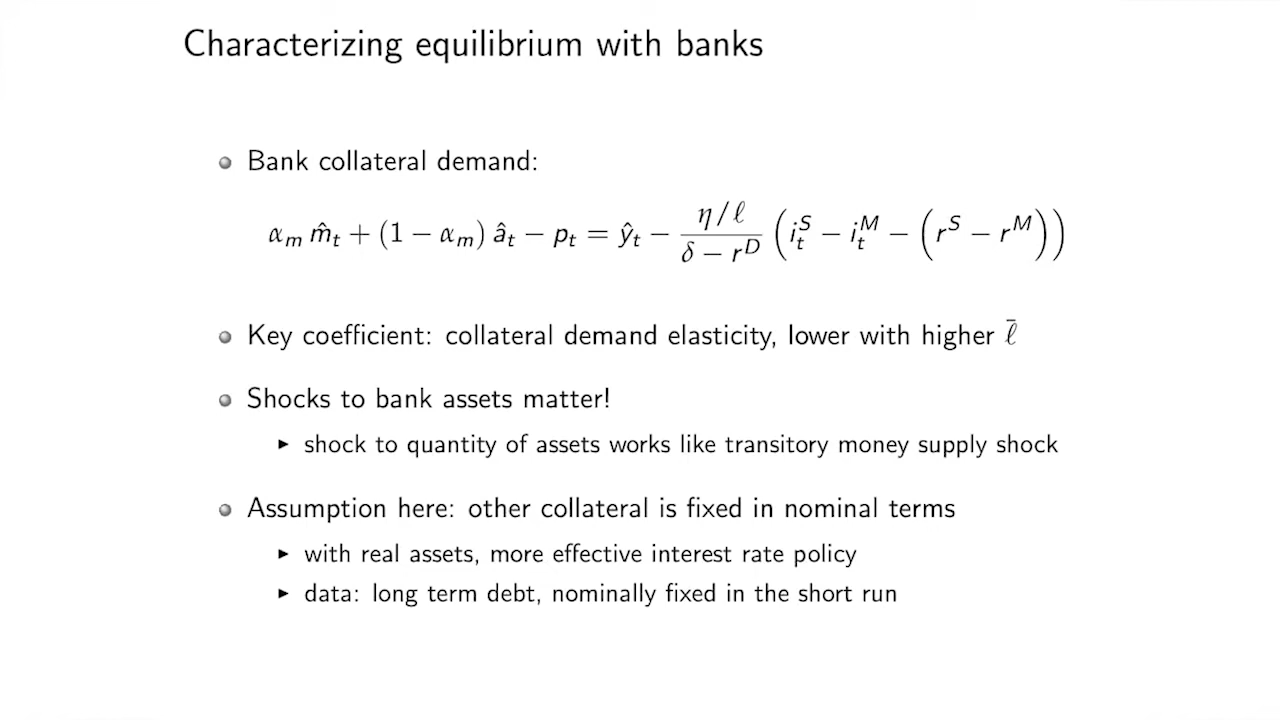 Characterizing equilibrium with banks
Bank collateral demand:
α_m m̂_t + (1 − α_m) â_t − p_t = ŷ_t − (η/ℓ)/(δ − r^D) (i_t^S − i_t^M − (r^S − r^M))
Key coefficient: collateral demand elasticity, lower with higher ℓ̄
Shocks to bank assets matter!
shock to quantity of assets works like transitory money supply shock
Assumption here: other collateral is fixed in nominal terms
with real assets, more effective interest rate policy
data: long term debt, nominally fixed in the short run